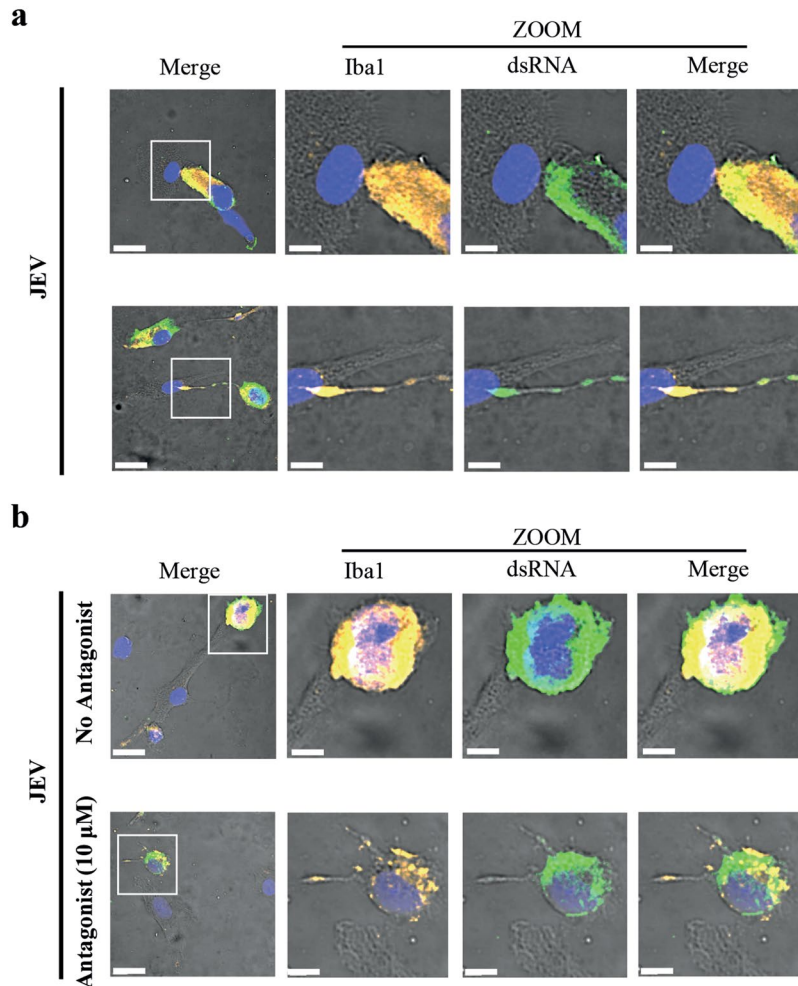 a
ZOOM
Merge
Iba1
dsRNA
Merge
JEV
b
ZOOM
Merge
Iba1
dsRNA
Merge
JEV
No Antagonist
Antagonist (10 µM)